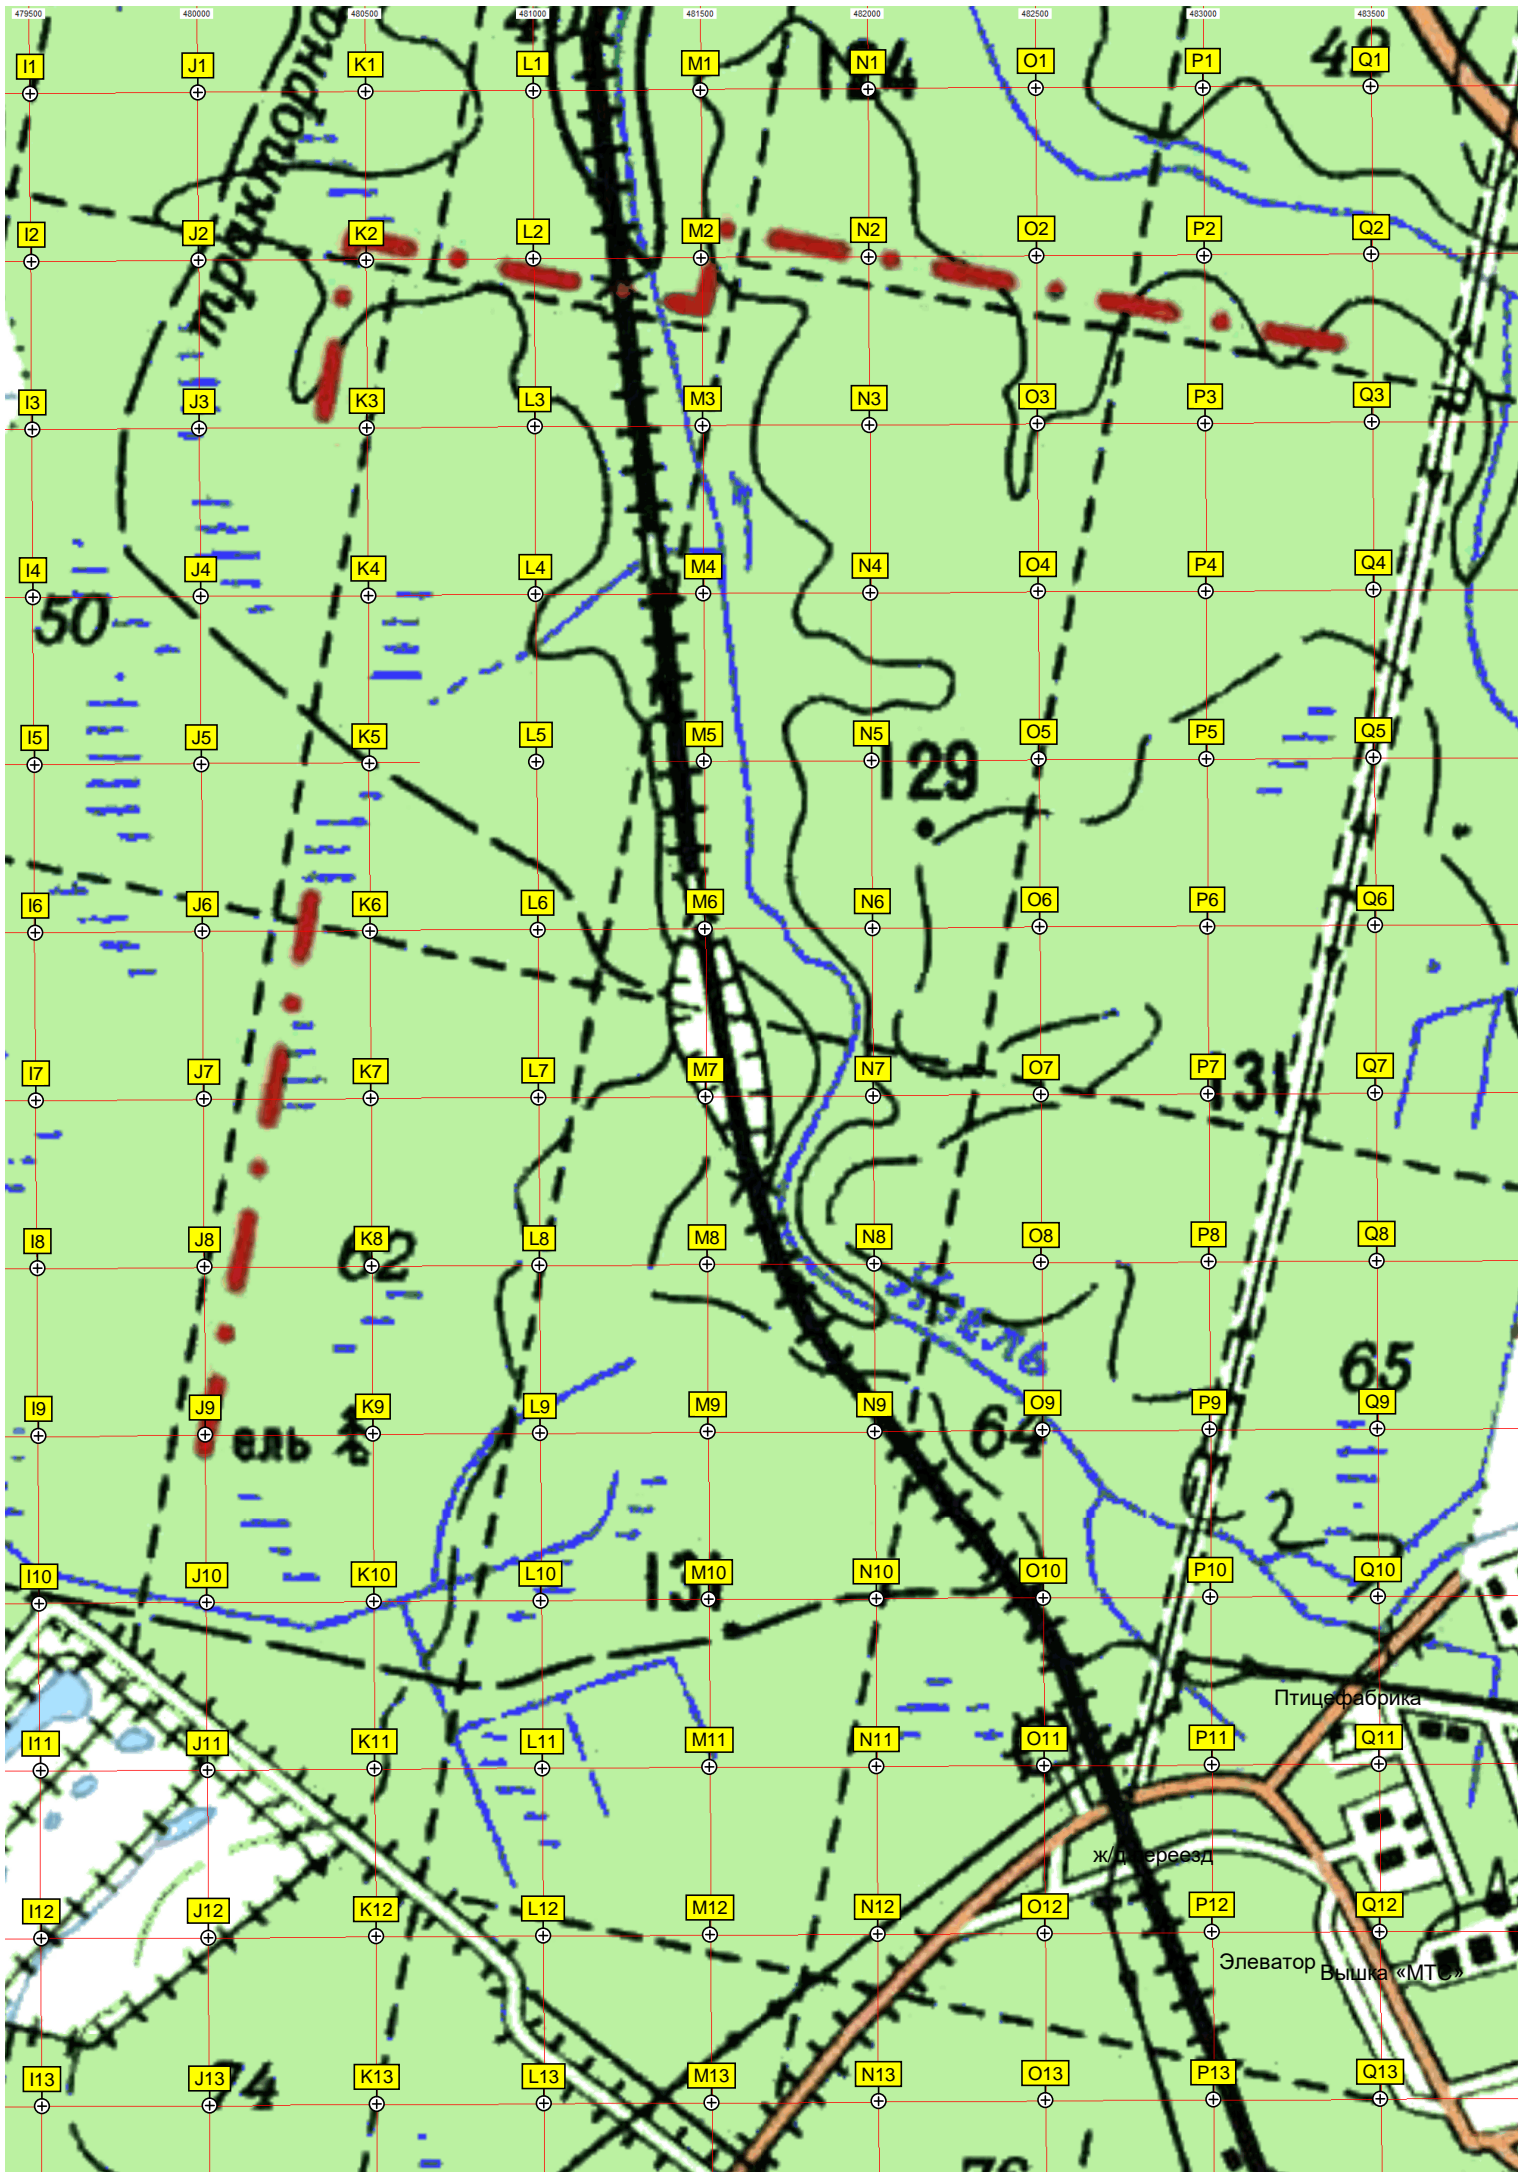 479500 480000 480500 481000 481500 482000 482500 483000 483500
I1 J1 K1 L1 M1 N1 O1 P1 Q1
тракторна
I2 J2 K2 L2 M2 N2 O2 P2 Q2
I3 J3 K3 L3 M3 N3 O3 P3 Q3
I4 J4 K4 L4 M4 N4 O4 P4 Q4
50
I5 J5 K5 L5 M5 N5 O5 P5 Q5
129
I6 J6 K6 L6 M6 N6 O6 P6 Q6
I7 J7 K7 L7 M7 N7 O7 P7 Q7
131
I8 J8 K8 L8 M8 N8 O8 P8 Q8
62
65
I9 J9 K9 L9 M9 N9 O9 P9 Q9
ель 64
I10 J10 K10 L10 M10 N10 O10 P10 Q10
131
Птицефабрика
I11 J11 K11 L11 M11 N11 O11 P11 Q11
ж/д переезд
I12 J12 K12 L12 M12 N12 O12 P12 Q12
Элеватор Вышка «МТС»
I13 J13 K13 L13 M13 N13 O13 P13 Q13
74